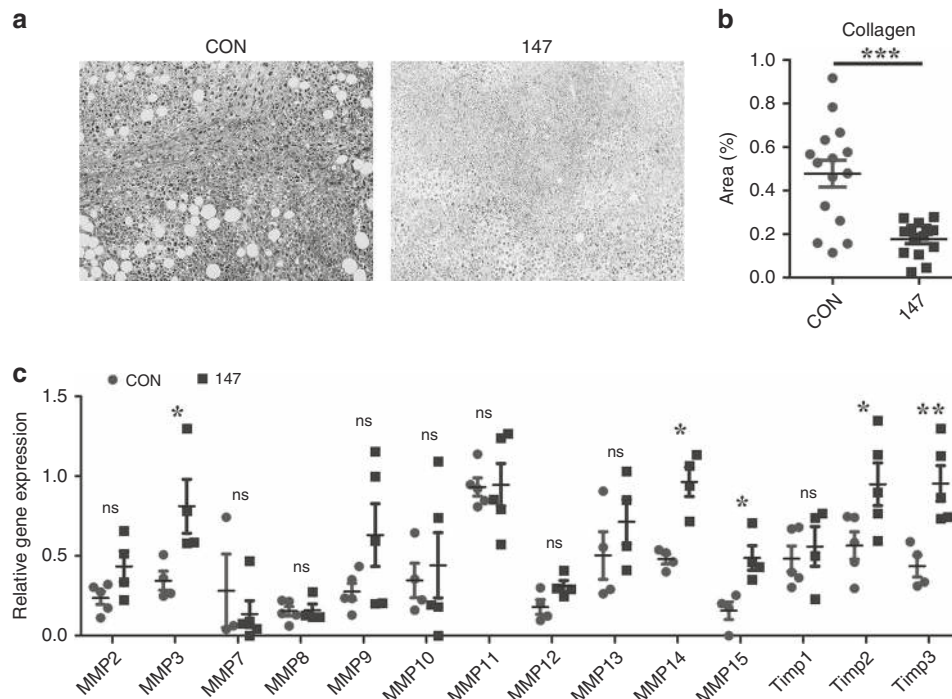 a
CON
147
b
Collagen
***
Area (%)
1.0
0.8
0.6
0.4
0.2
0.0
CON
147
c
CON
147
Relative gene expression
1.5
1.0
0.5
0.0
ns
*
ns
ns
ns
ns
ns
ns
ns
*
*
ns
*
**
MMP2
MMP3
MMP7
MMP8
MMP9
MMP10
MMP11
MMP12
MMP13
MMP14
MMP15
Timp1
Timp2
Timp3